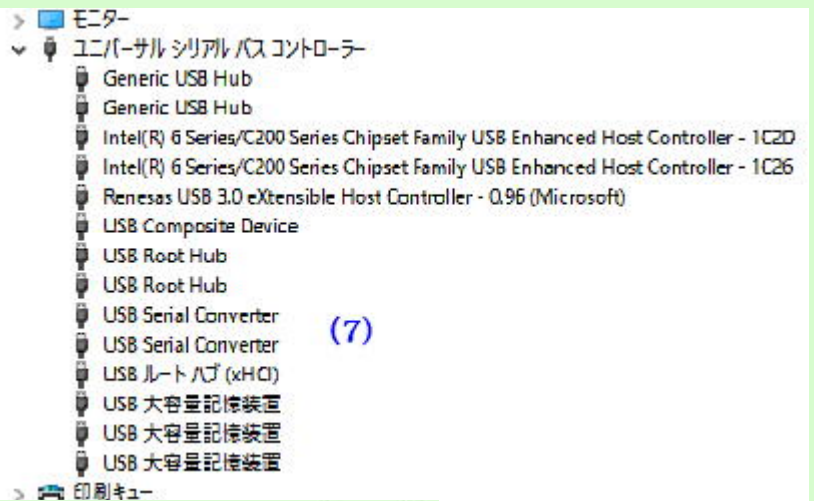 モニター
ユニバーサル シリアル バス コントローラー
Generic USB Hub
Generic USB Hub
Intel(R) 6 Series/C200 Series Chipset Family USB Enhanced Host Controller - 1C2D
Intel(R) 6 Series/C200 Series Chipset Family USB Enhanced Host Controller - 1C26
Renesas USB 3.0 eXtensible Host Controller - 0.96 (Microsoft)
USB Composite Device
USB Root Hub
USB Root Hub
USB Serial Converter
(7)
USB Serial Converter
USB ルート ハブ (xHCI)
USB 大容量記憶装置
USB 大容量記憶装置
USB 大容量記憶装置
印刷キュー